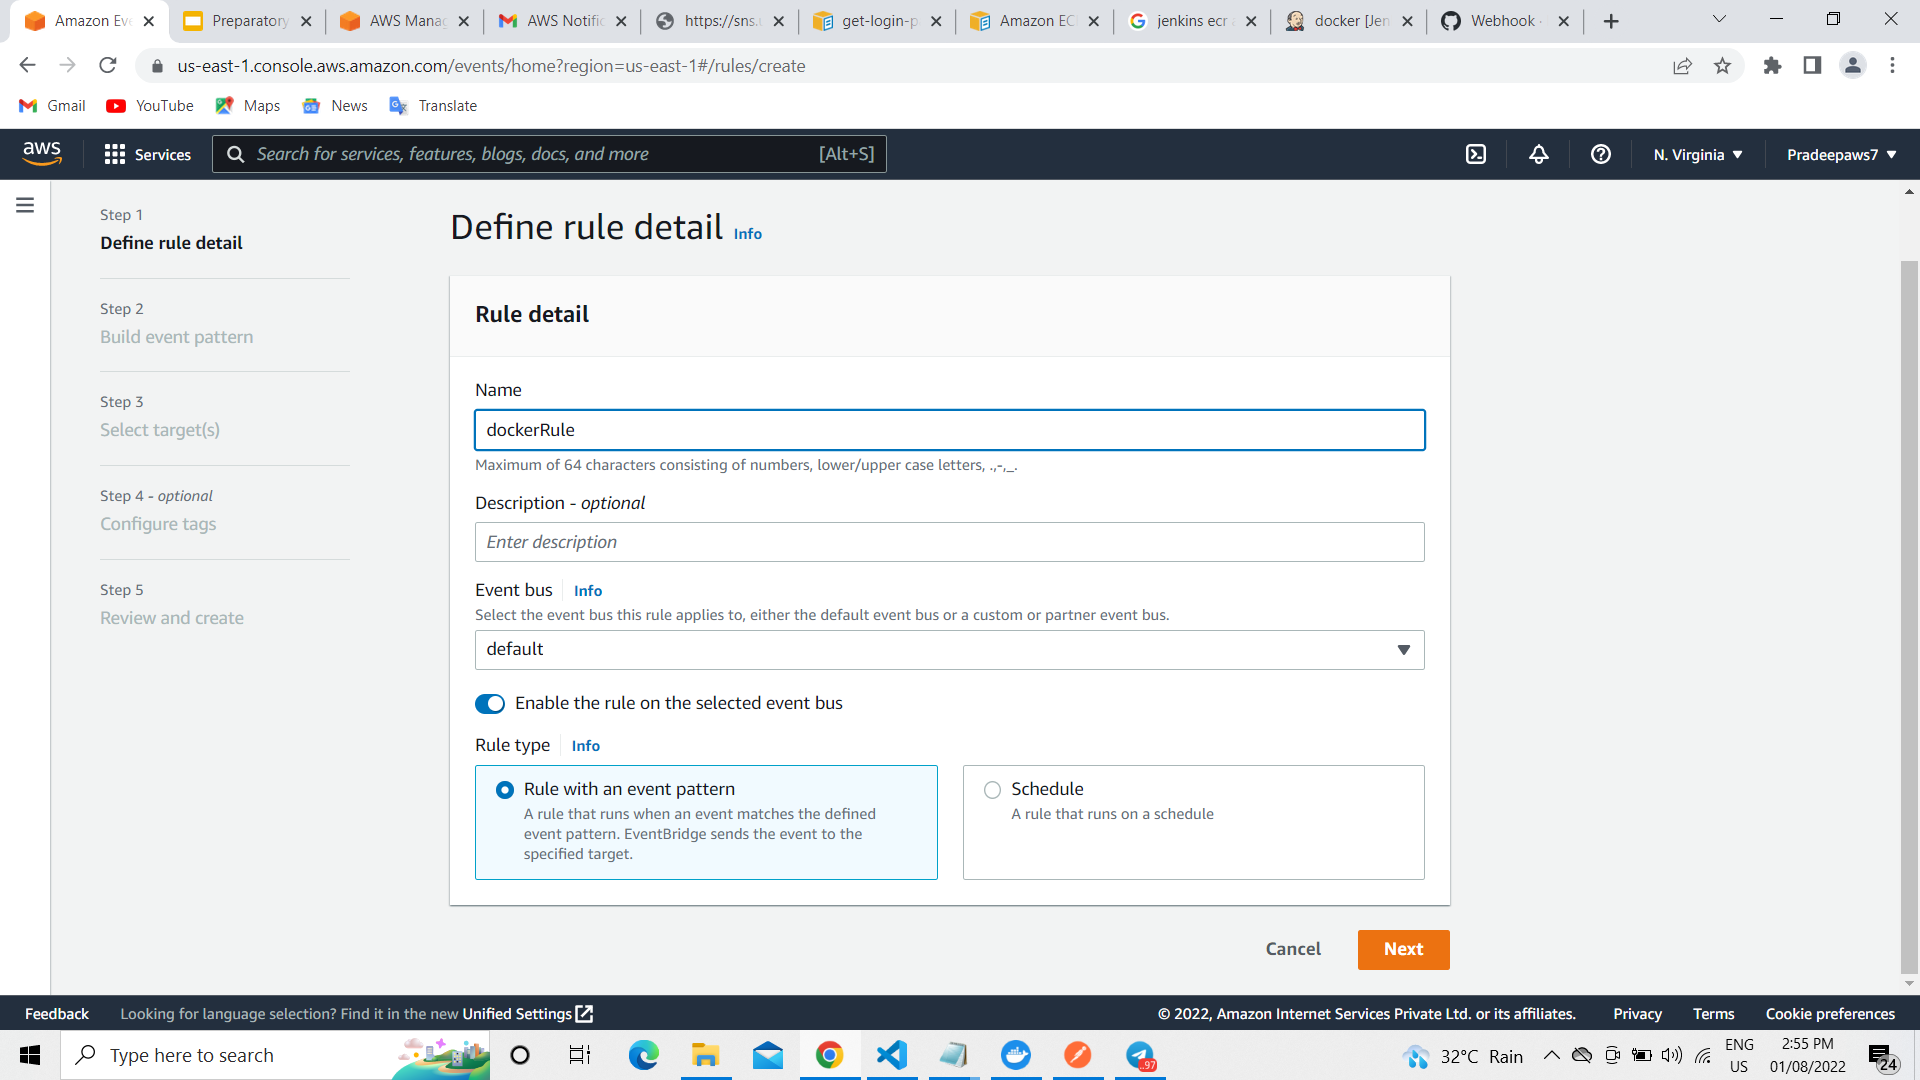 Amazon Eve
Preparatory
AWS Manag
AWS Notific
https://sns.u
get-login-p
Amazon EC
jenkins ecr a
docker [Jen
Webhook ·
us-east-1.console.aws.amazon.com/events/home?region=us-east-1#/rules/create
Gmail
YouTube
Maps
News
Translate
aws
Services
Search for services, features, blogs, docs, and more
[Alt+S]
N. Virginia
Pradeepaws7
Step 1
Define rule detail
Step 2
Build event pattern
Step 3
Select target(s)
Step 4 - optional
Configure tags
Step 5
Review and create
Define rule detail Info
Rule detail
Name
dockerRule
Maximum of 64 characters consisting of numbers, lower/upper case letters, .,-,_.
Description - optional
Enter description
Event bus Info
Select the event bus this rule applies to, either the default event bus or a custom or partner event bus.
default
Enable the rule on the selected event bus
Rule type Info
Rule with an event pattern
A rule that runs when an event matches the defined
event pattern. EventBridge sends the event to the
specified target.
Schedule
A rule that runs on a schedule
Cancel
Next
Feedback
Looking for language selection? Find it in the new Unified Settings
© 2022, Amazon Internet Services Private Ltd. or its affiliates.
Privacy
Terms
Cookie preferences
Type here to search
..97
32°C Rain
ENG
US
2:55 PM
01/08/2022
24